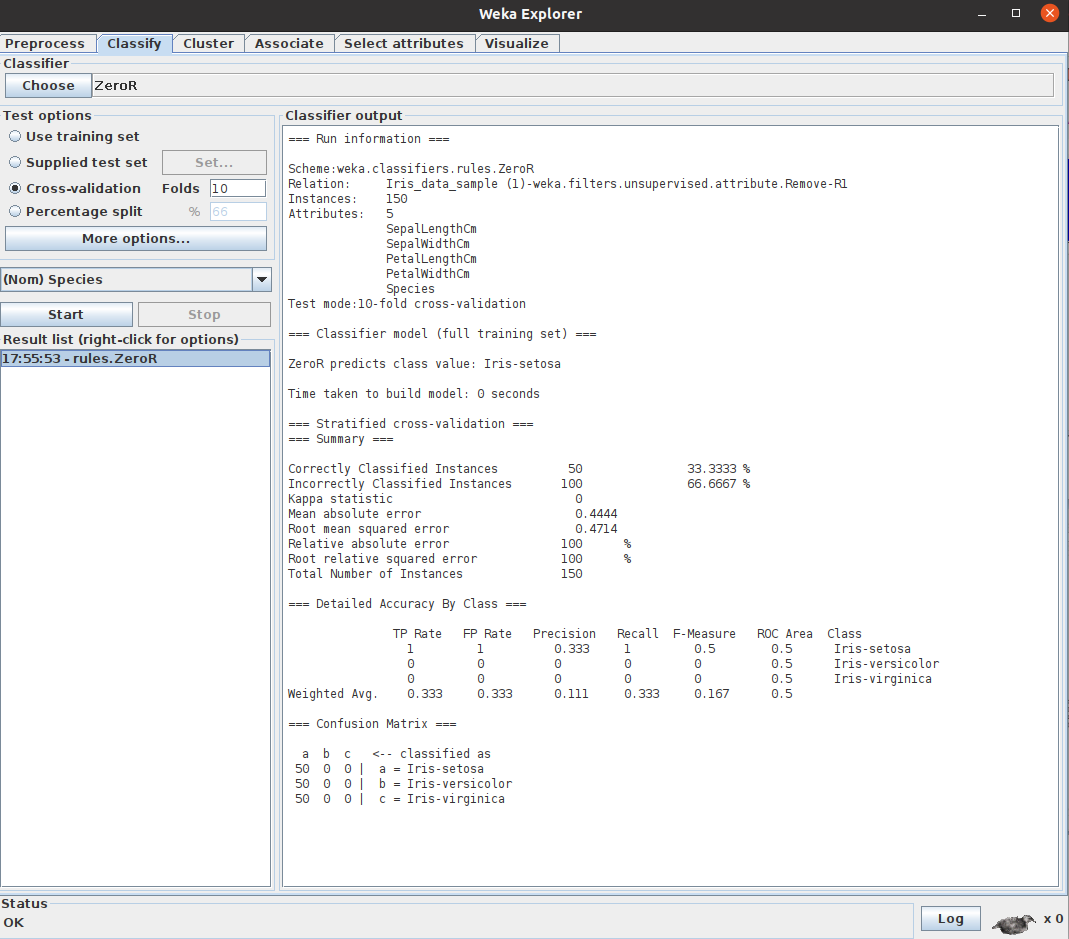 Weka Explorer
Preprocess Classify Cluster Associate Select attributes Visualize
Classifier
Choose ZeroR
Test options
Use training set
Supplied test set Set...
Cross-validation Folds 10
Percentage split % 66
More options...
(Nom) Species
Start Stop
Result list (right-click for options)
17:55:53 - rules.ZeroR
Classifier output
=== Run information ===
Scheme:weka.classifiers.rules.ZeroR
Relation: Iris_data_sample (1)-weka.filters.unsupervised.attribute.Remove-R1
Instances: 150
Attributes: 5
SepalLengthCm
SepalWidthCm
PetalLengthCm
PetalWidthCm
Species
Test mode:10-fold cross-validation
=== Classifier model (full training set) ===
ZeroR predicts class value: Iris-setosa
Time taken to build model: 0 seconds
=== Stratified cross-validation ===
=== Summary ===
Correctly Classified Instances 50 33.3333 %
Incorrectly Classified Instances 100 66.6667 %
Kappa statistic 0
Mean absolute error 0.4444
Root mean squared error 0.4714
Relative absolute error 100 %
Root relative squared error 100 %
Total Number of Instances 150
=== Detailed Accuracy By Class ===
TP Rate FP Rate Precision Recall F-Measure ROC Area Class
1 1 0.333 1 0.5 0.5 Iris-setosa
0 0 0 0 0 0.5 Iris-versicolor
0 0 0 0 0 0.5 Iris-virginica
Weighted Avg. 0.333 0.333 0.111 0.333 0.167 0.5
=== Confusion Matrix ===
a b c <-- classified as
50 0 0 | a = Iris-setosa
50 0 0 | b = Iris-versicolor
50 0 0 | c = Iris-virginica
Status
OK
Log x 0